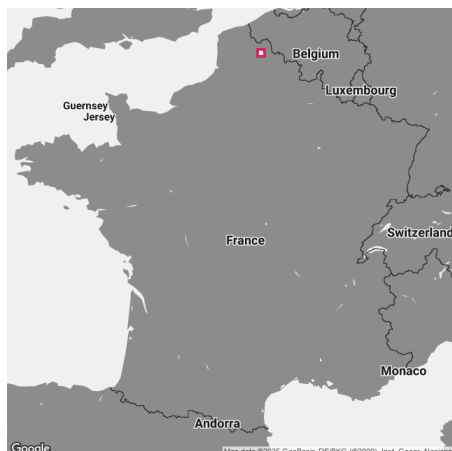 Belgium
Luxembourg
Guernsey
Jersey
Switzerland
France
Monaco
Andorra
Google